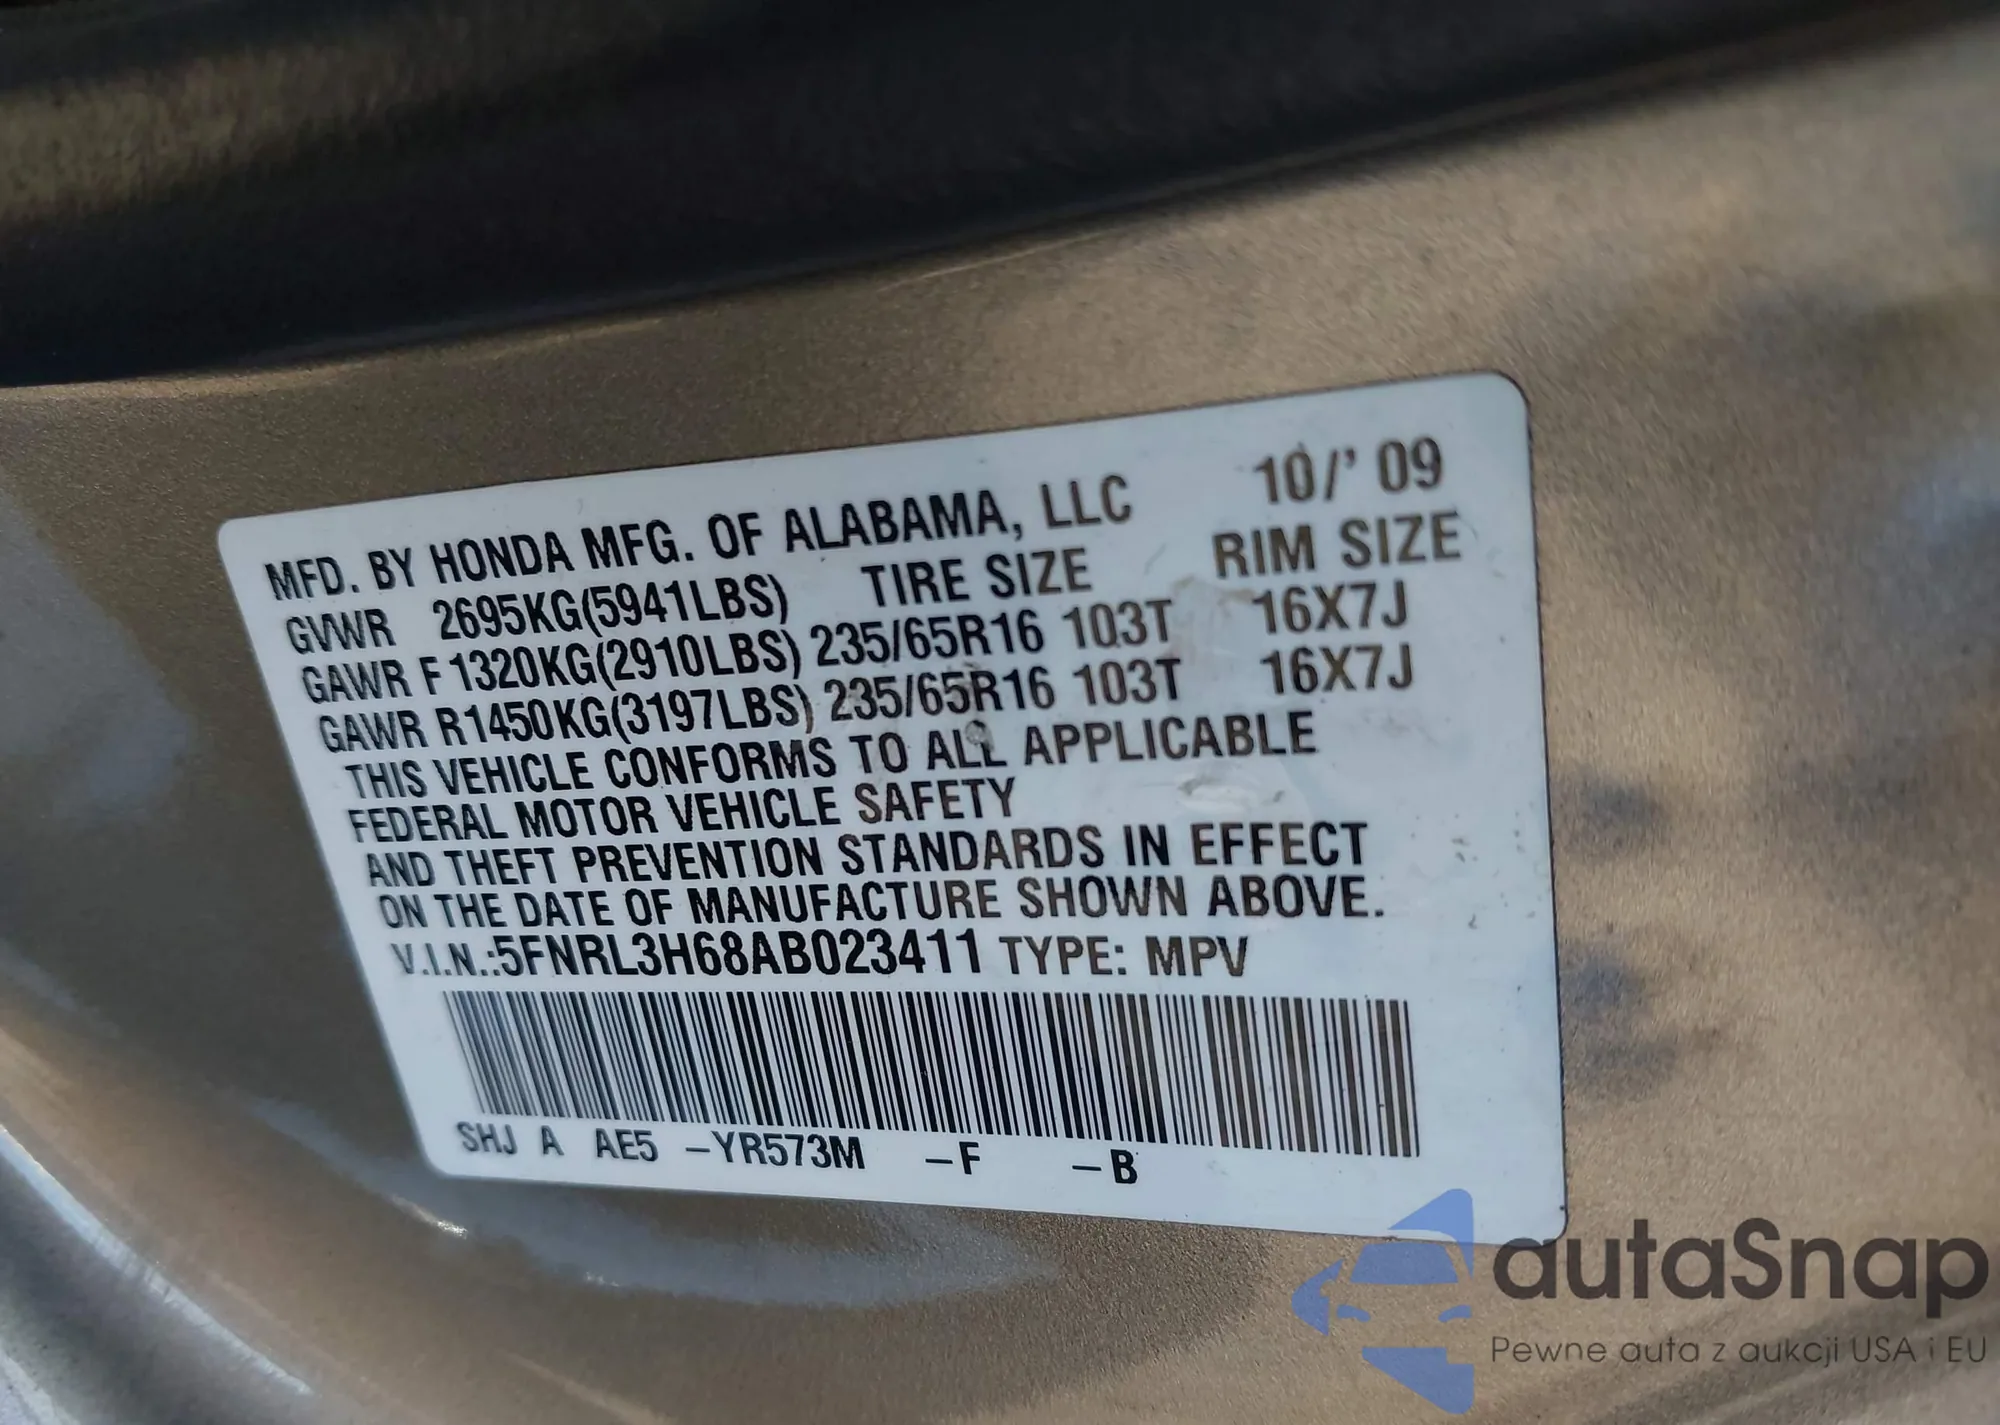 MFD. BY HONDA MFG. OF ALABAMA, LLC 10/' 09
GVWR 2695KG(5941LBS) TIRE SIZE RIM SIZE
GAWR F 1320KG(2910LBS) 235/65R16 103T 16X7J
GAWR R1450KG(3197LBS) 235/65R16 103T 16X7J
THIS VEHICLE CONFORMS TO ALL APPLICABLE
FEDERAL MOTOR VEHICLE SAFETY
AND THEFT PREVENTION STANDARDS IN EFFECT
ON THE DATE OF MANUFACTURE SHOWN ABOVE.
V.I.N.:5FNRL3H68AB023411 TYPE: MPV
SHJ A AE5 –YR573M –F –B
autaSnap
Pewne auta z aukcji USA i EU